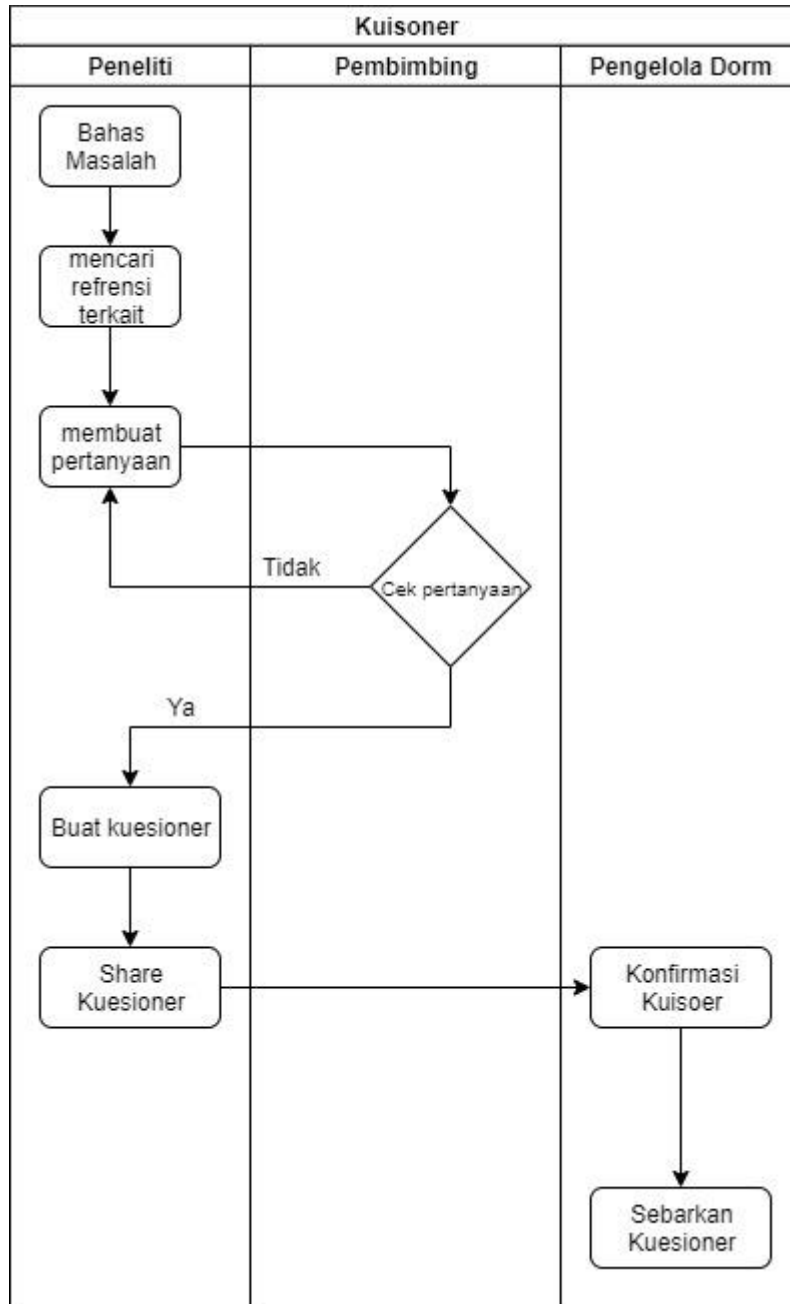 Kuisoner
Peneliti
Pembimbing
Pengelola Dorm
Bahas
Masalah
mencari
refrensi
terkait
membuat
pertanyaan
Tidak
Cek pertanyaan
Ya
Buat kuesioner
Share
Kuesioner
Konfirmasi
Kuisoer
Sebarkan
Kuesioner